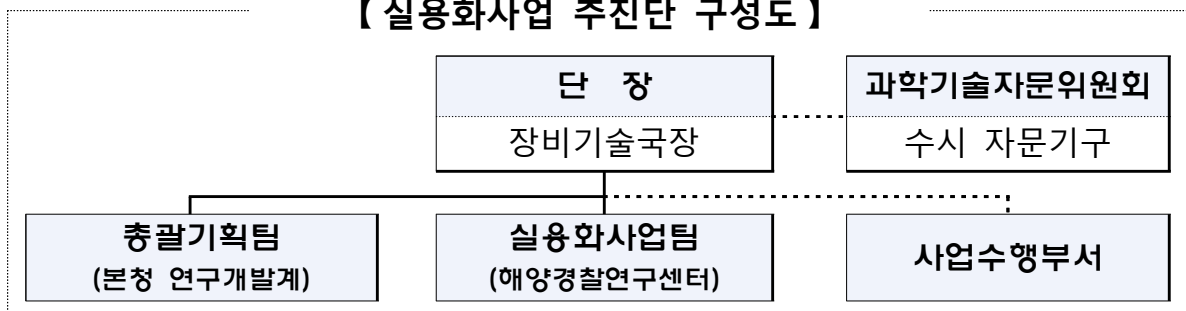 【 실용화사업 추진단 구성도 】
단 장
장비기술국장
과학기술자문위원회
수시 자문기구
총괄기획팀
(본청 연구개발계)
실용화사업팀
(해양경찰연구센터)
사업수행부서